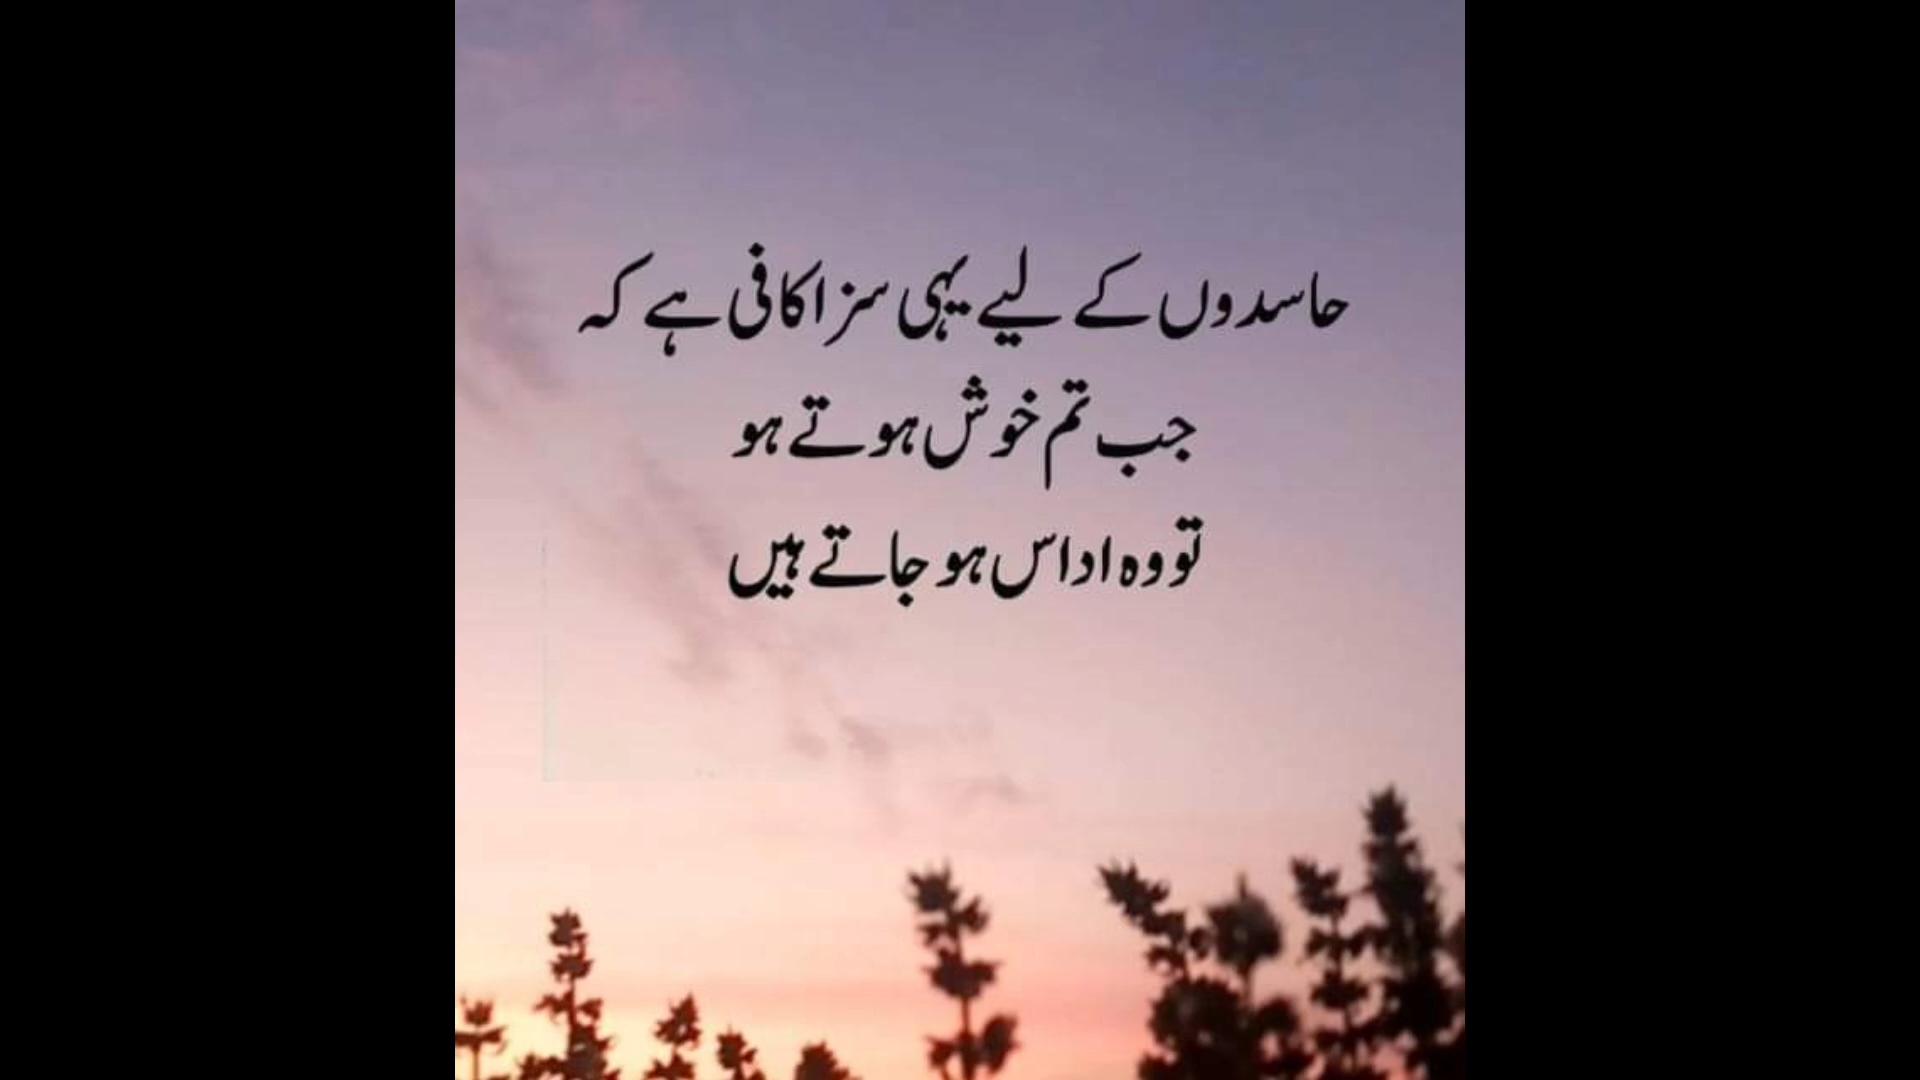 حاسدوں کے لیے یہی سزا کافی ہے کہ
جب تم خوش ہوتے ہو
تو وہ اداس ہو جاتے ہیں